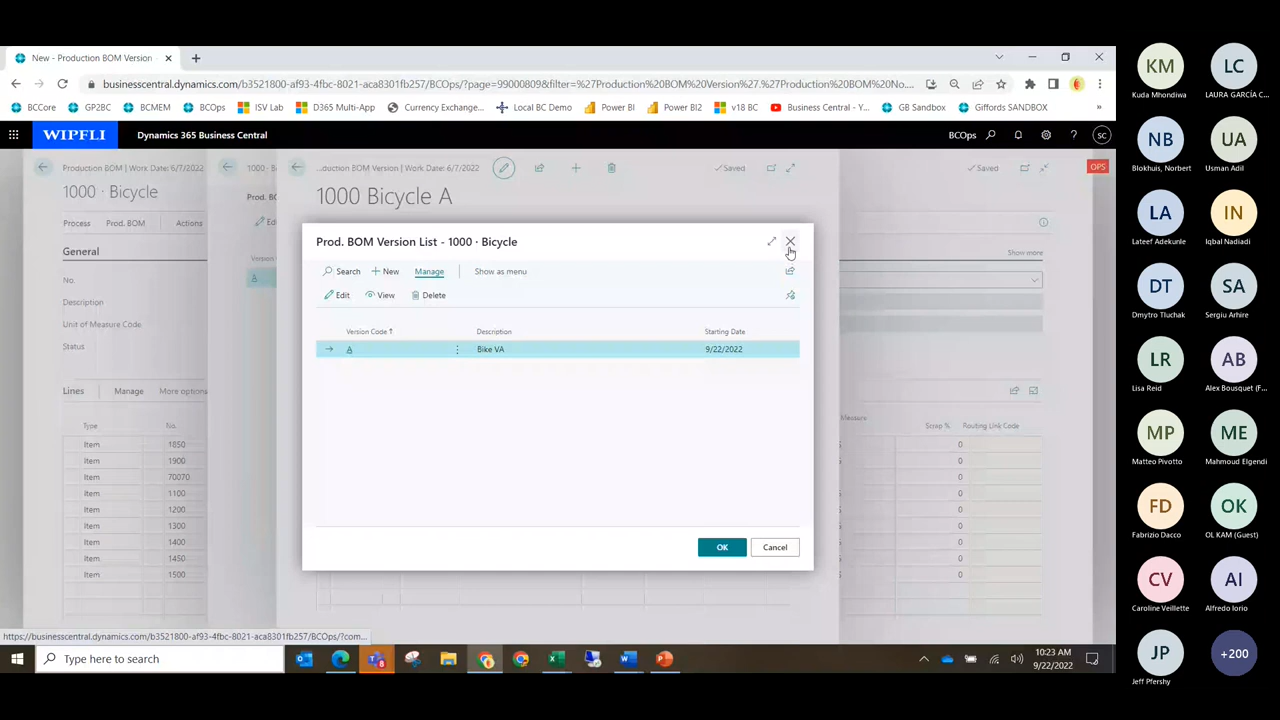 New - Production BOM Version -
businesscentral.dynamics.com/b3521800-af93-4fbc-8021-aca8301fb257/BCOps/?page=99000809&filter=%27Production%20BOM%20Version%27.%27Production%20BOM%20No...
BCCore GP2BC BCMEM BCOps ISV Lab D365 Multi-App Currency Exchange... Local BC Demo Power BI Power BI2 v18 BC Business Central - Y... GB Sandbox Giffords SANDBOX »
WIPFLI Dynamics 365 Business Central BCOps SC
Production BOM | Work Date: 6/7/2022
1000 · Bicycle
Process Prod. BOM Actions
General
No.
Description
Unit of Measure Code
Status
Lines Manage More options
Type No.
Item 1850
Item 1900
Item 70070
Item 1100
Item 1200
Item 1300
Item 1400
Item 1450
Item 1500
1000 · B
Prod. BO
Edi
Version
A
...duction BOM Version | Work Date: 6/7/2022
Saved
1000 Bicycle A
Saved
OPS
Show more
Measure Scrap % Routing Link Code
0
0
0
0
0
0
0
0
0
Prod. BOM Version List - 1000 · Bicycle
Search + New Manage Show as menu
Edit View Delete
Version Code ↑ Description Starting Date
→ A Bike VA 9/22/2022
OK Cancel
https://businesscentral.dynamics.com/b3521800-af93-4fbc-8021-aca8301fb257/BCOps/?com...
Type here to search
8
10:23 AM
9/22/2022
KM LC
Kuda Mhondiwa LAURA GARCÍA C...
NB UA
Blokhuis, Norbert Usman Adil
LA IN
Lateef Adekunle Iqbal Nadiadi
DT SA
Dmytro Tluchak Sergiu Arhire
LR AB
Lisa Reid Alex Bousquet (F...
MP ME
Matteo Pivotto Mahmoud Elgendi
FD OK
Fabrizio Dacco OL KAM (Guest)
CV AI
Caroline Veillette Alfredo Iorio
JP +200
Jeff Pfershy